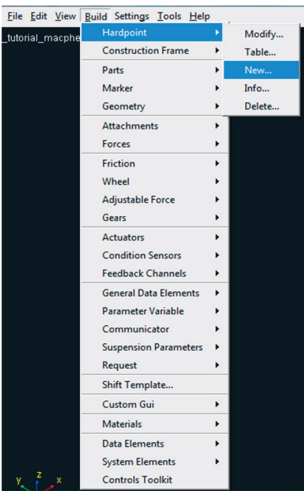 File Edit View Build Settings Tools Help
_tutorial_macphe
Hardpoint
Modify...
Table...
New...
Info...
Delete...
Construction Frame
Parts
Marker
Geometry
Attachments
Forces
Friction
Wheel
Adjustable Force
Gears
Actuators
Condition Sensors
Feedback Channels
General Data Elements
Parameter Variable
Communicator
Suspension Parameters
Request
Shift Template...
Custom Gui
Materials
Data Elements
System Elements
Controls Toolkit
y z x